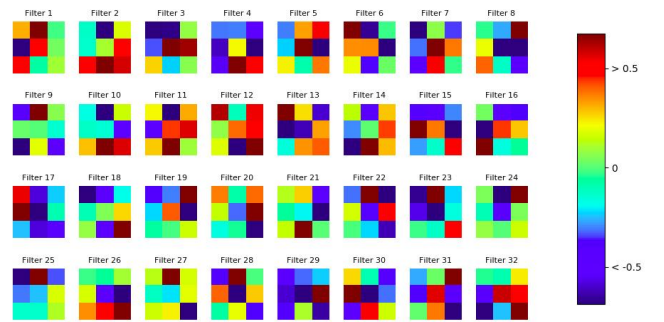 Filter 1 Filter 2 Filter 3 Filter 4 Filter 5 Filter 6 Filter 7 Filter 8
> 0.5
Filter 9 Filter 10 Filter 11 Filter 12 Filter 13 Filter 14 Filter 15 Filter 16
0
Filter 17 Filter 18 Filter 19 Filter 20 Filter 21 Filter 22 Filter 23 Filter 24
Filter 25 Filter 26 Filter 27 Filter 28 Filter 29 Filter 30 Filter 31 Filter 32
< -0.5